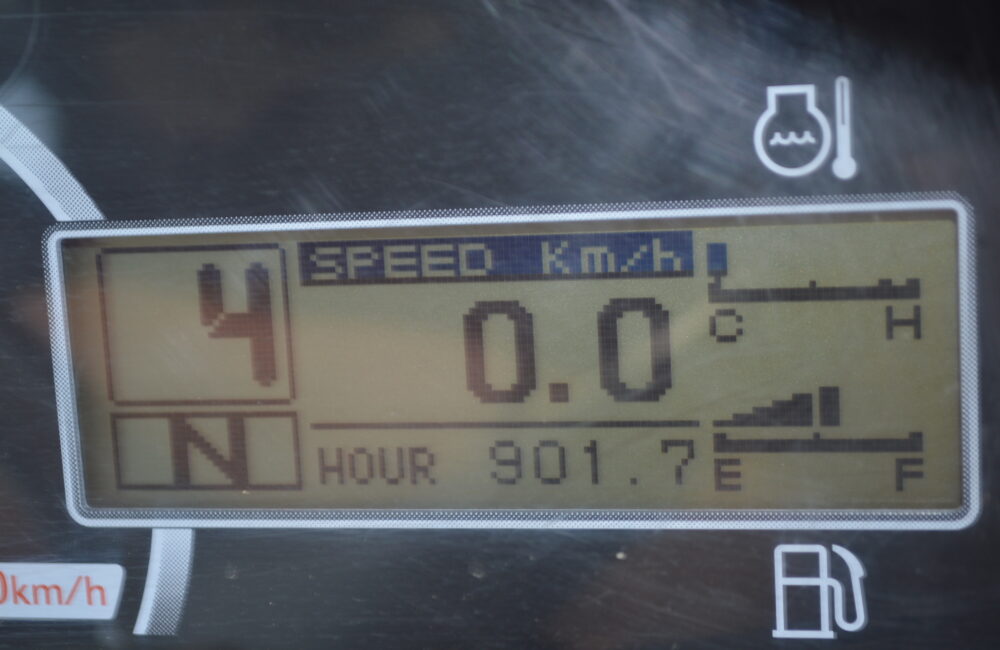 4
SPEED Km/h
0.0
C H
N
HOUR 901.7
E F
0km/h